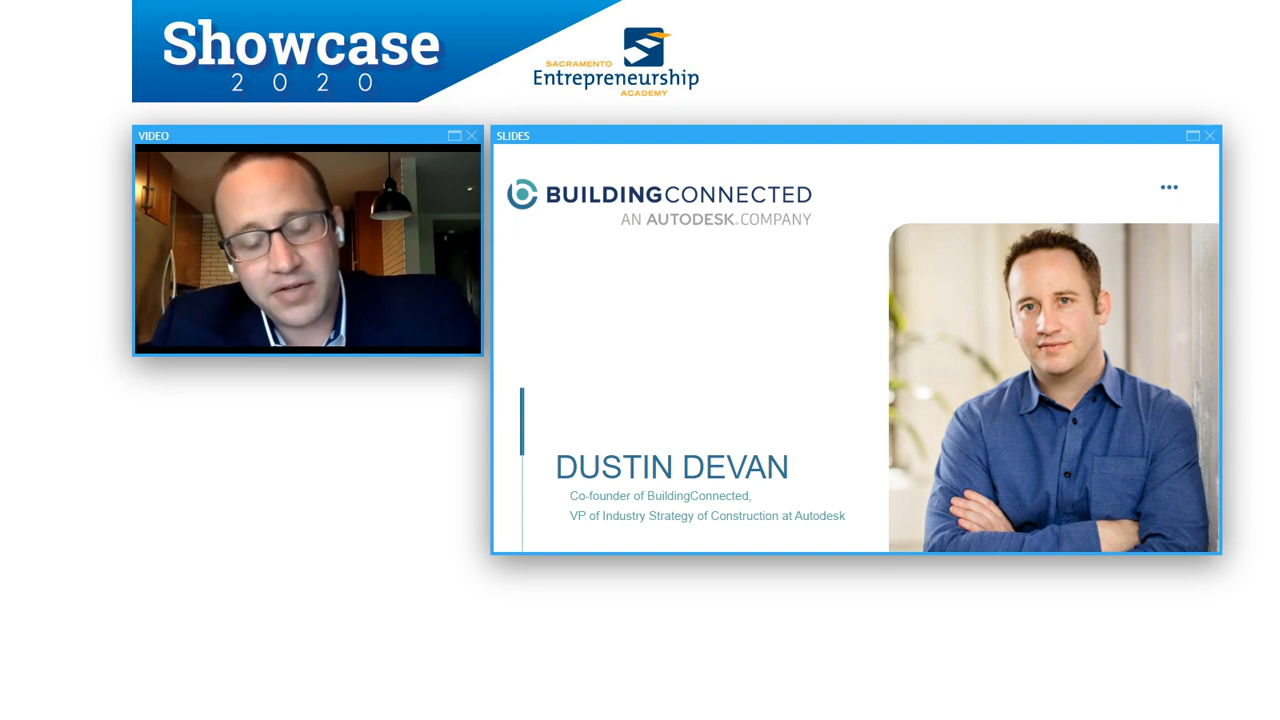 Showcase
2020
SACRAMENTO
Entrepreneurship
ACADEMY
VIDEO
SLIDES
BUILDINGCONNECTED
AN AUTODESK. COMPANY
DUSTIN DEVAN
Co-founder of BuildingConnected,
VP of Industry Strategy of Construction at Autodesk